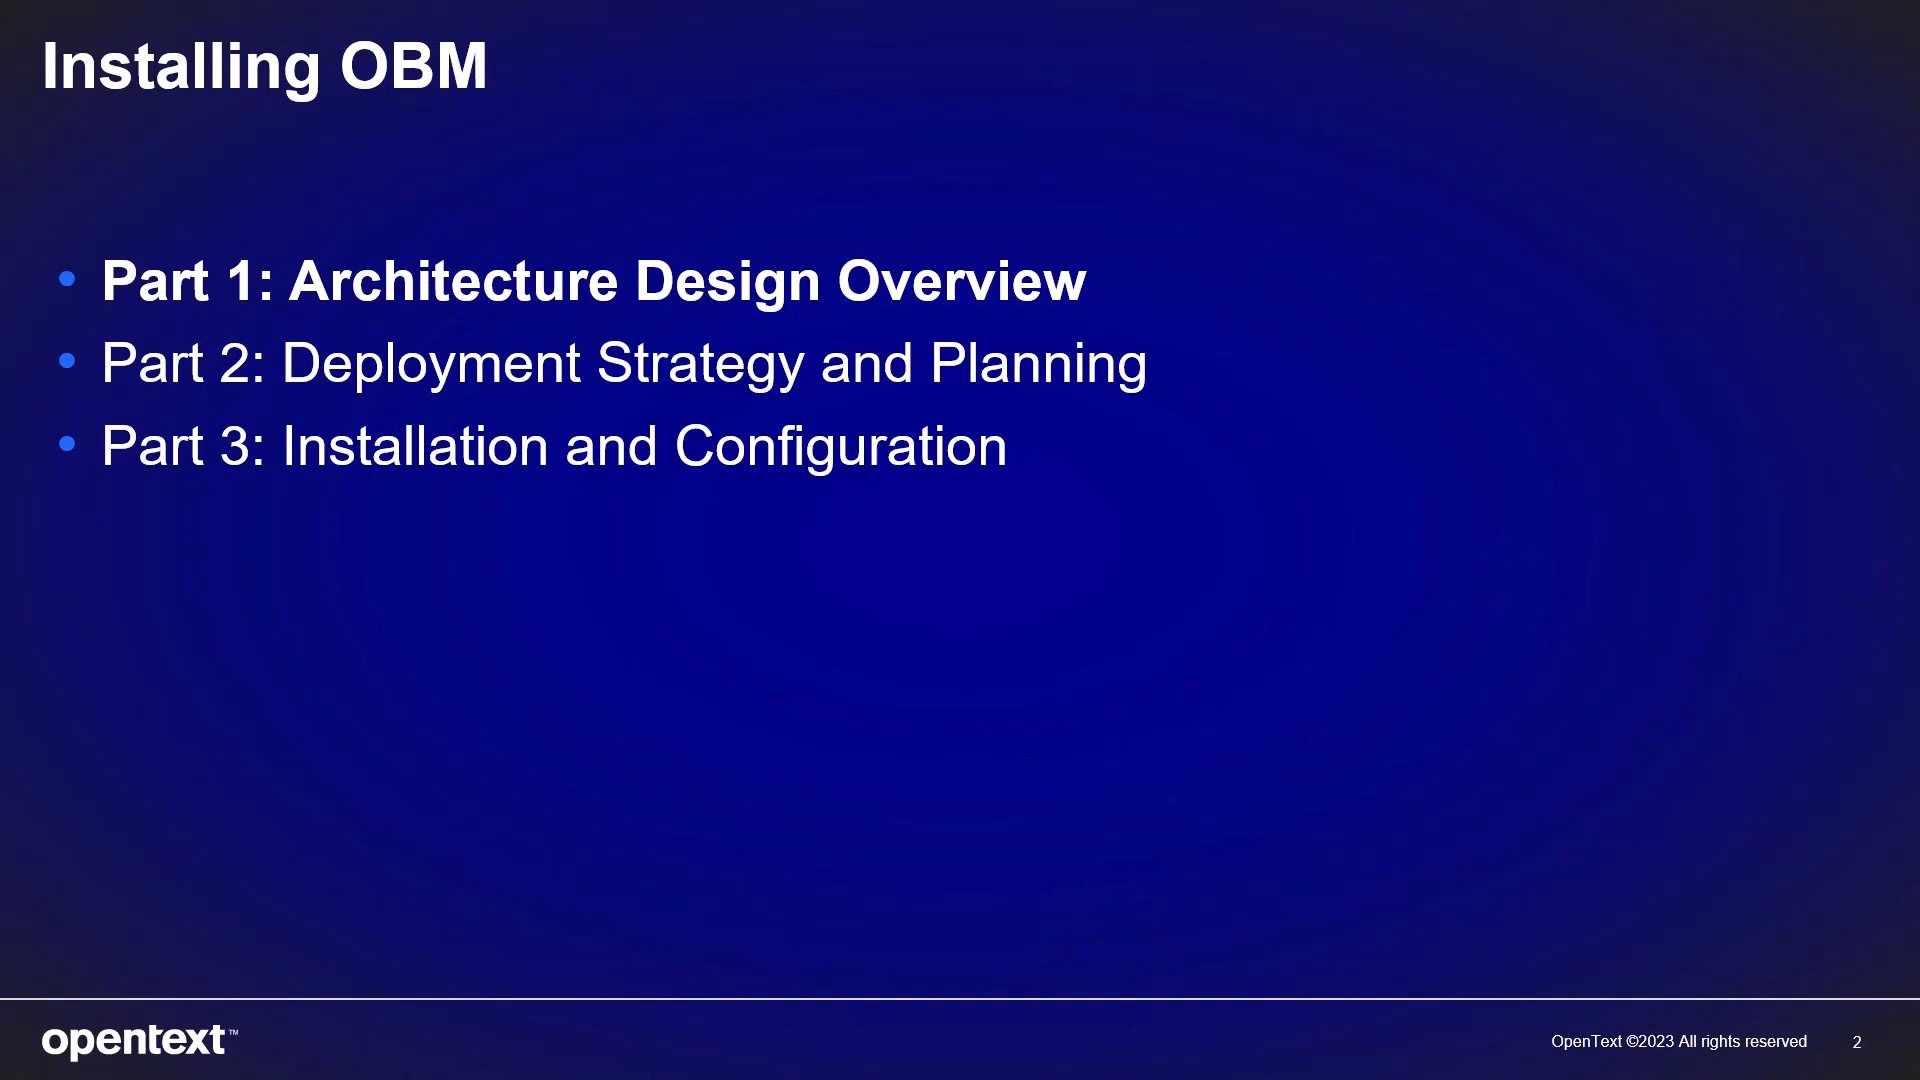 Installing OBM
• Part 1: Architecture Design Overview
• Part 2: Deployment Strategy and Planning
• Part 3: Installation and Configuration
opentext™
OpenText ©2023 All rights reserved 2